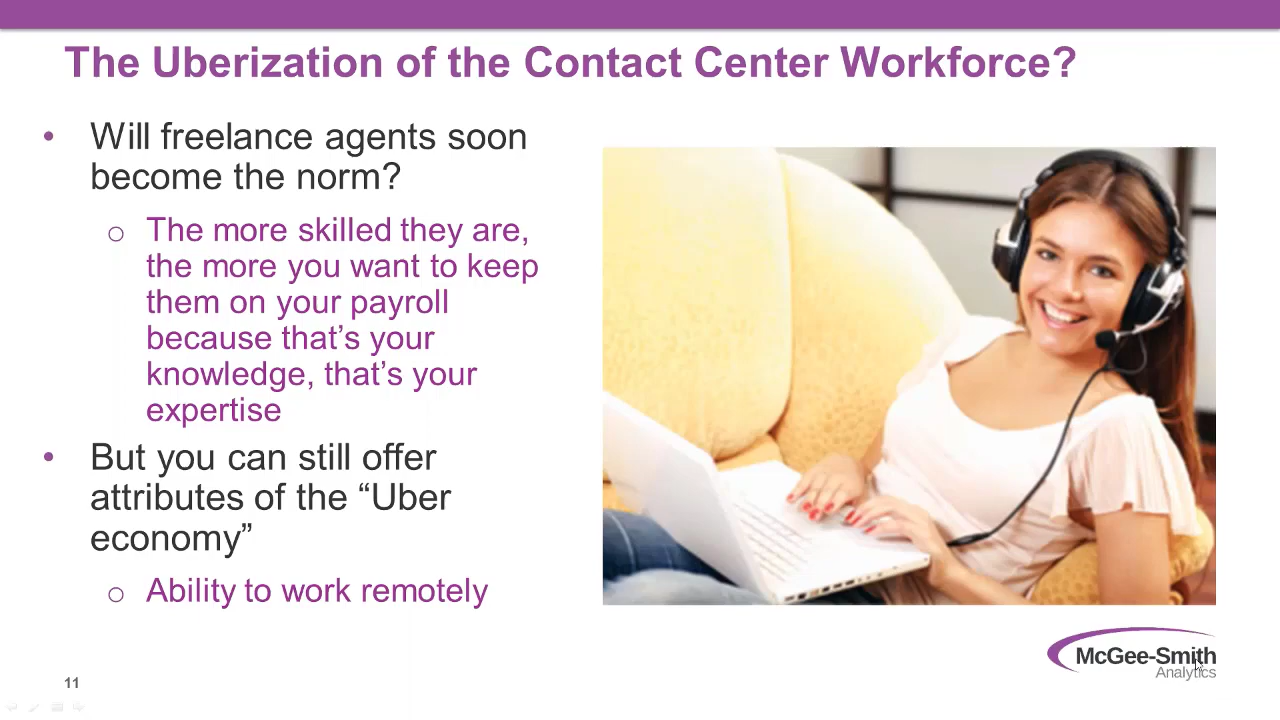 The Uberization of the Contact Center Workforce?
• Will freelance agents soon
become the norm?
o The more skilled they are,
the more you want to keep
them on your payroll
because that’s your
knowledge, that’s your
expertise
• But you can still offer
attributes of the “Uber
economy”
o Ability to work remotely
McGee-Smith
Analytics
11